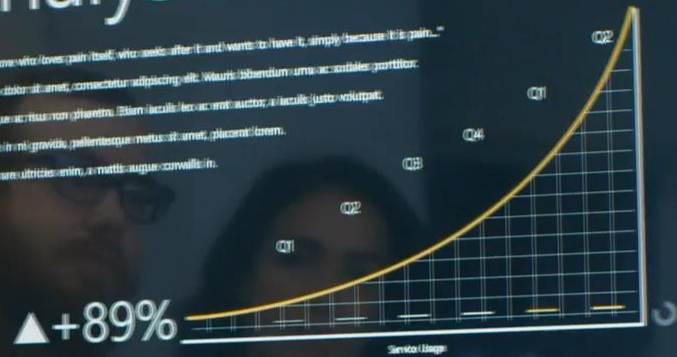 one who loves pain itself, who seeks after it and wants to have it, simply because it is pain..."
dolor sit amet, consectetur adipiscing elit. Mauris bibendum urna ac sodales porttitor.
ac risus non pharetra. Etiam iaculis leo ac erat auctor, a iaculis justo volutpat.
in mi gravida, pellentesque metus sit amet, placerat lorem.
ultricies enim, a mattis augue convallis in.
Q2
Q1
Q4
Q3
Q2
Q1
▲+89%
Service Usage